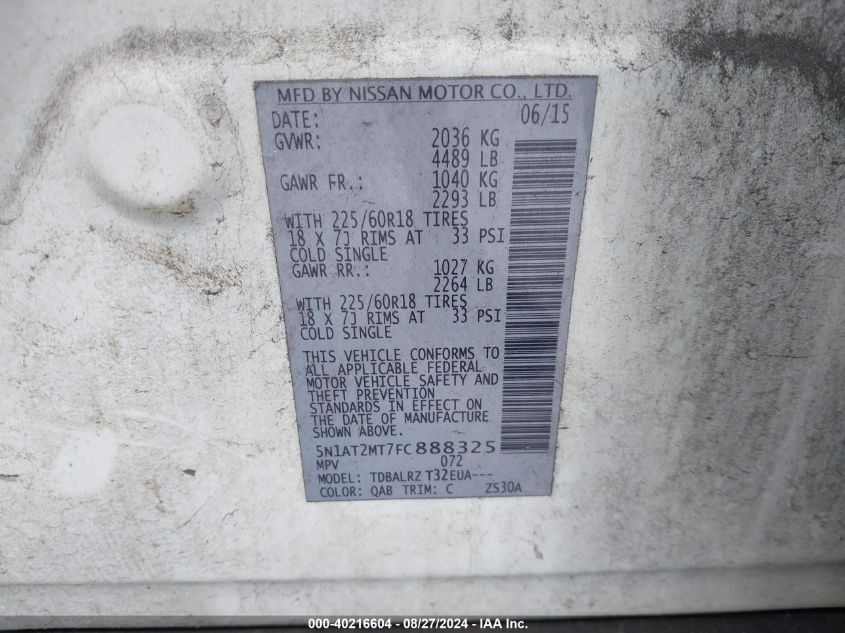 MFD BY NISSAN MOTOR CO., LTD.
DATE: 06/15
GVWR: 2036 KG
4489 LB
GAWR FR.: 1040 KG
2293 LB
WITH 225/60R18 TIRES
18 X 7J RIMS AT 33 PSI
COLD SINGLE
GAWR RR.: 1027 KG
2264 LB
WITH 225/60R18 TIRES
18 X 7J RIMS AT 33 PSI
COLD SINGLE
THIS VEHICLE CONFORMS TO
ALL APPLICABLE FEDERAL
MOTOR VEHICLE SAFETY AND
THEFT PREVENTION
STANDARDS IN EFFECT ON
THE DATE OF MANUFACTURE
SHOWN ABOVE.
5N1AT2MT7FC888325
MPV 072
MODEL: TDBALRZ T32EUA---
COLOR: QAB TRIM: C ZS30A
000-40216604 - 08/27/2024 - IAA Inc.